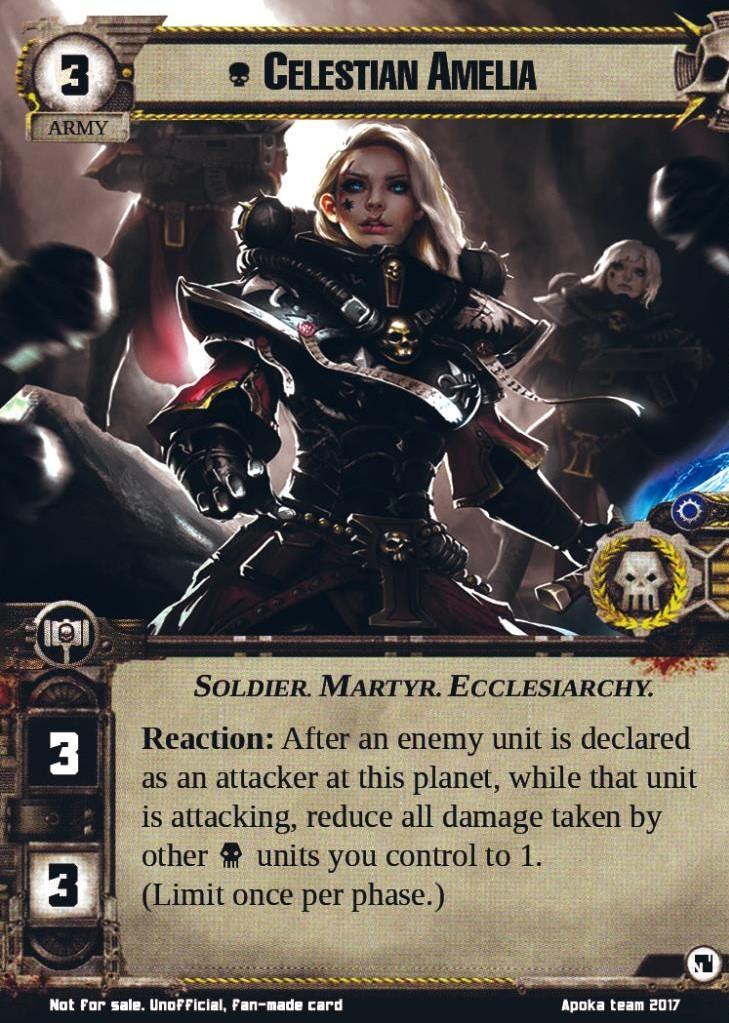 3
CELESTIAN AMELIA
ARMY
SOLDIER. MARTYR. ECCLESIARCHY.
Reaction: After an enemy unit is declared
as an attacker at this planet, while that unit
is attacking, reduce all damage taken by
other units you control to 1.
(Limit once per phase.)
3
3
Not for sale. Unofficial, fan-made card
Apoka team 2017